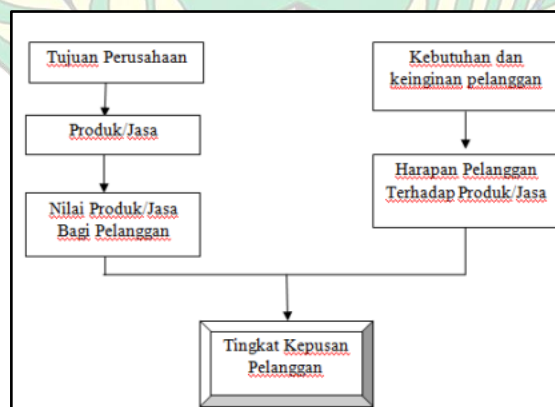 Tujuan Perusahaan
Produk/Jasa
Nilai Produk/Jasa
Bagi Pelanggan
Kebutuhan dan
keinginan pelanggan
Harapan Pelanggan
Terhadap Produk/Jasa
Tingkat Kepusan
Pelanggan